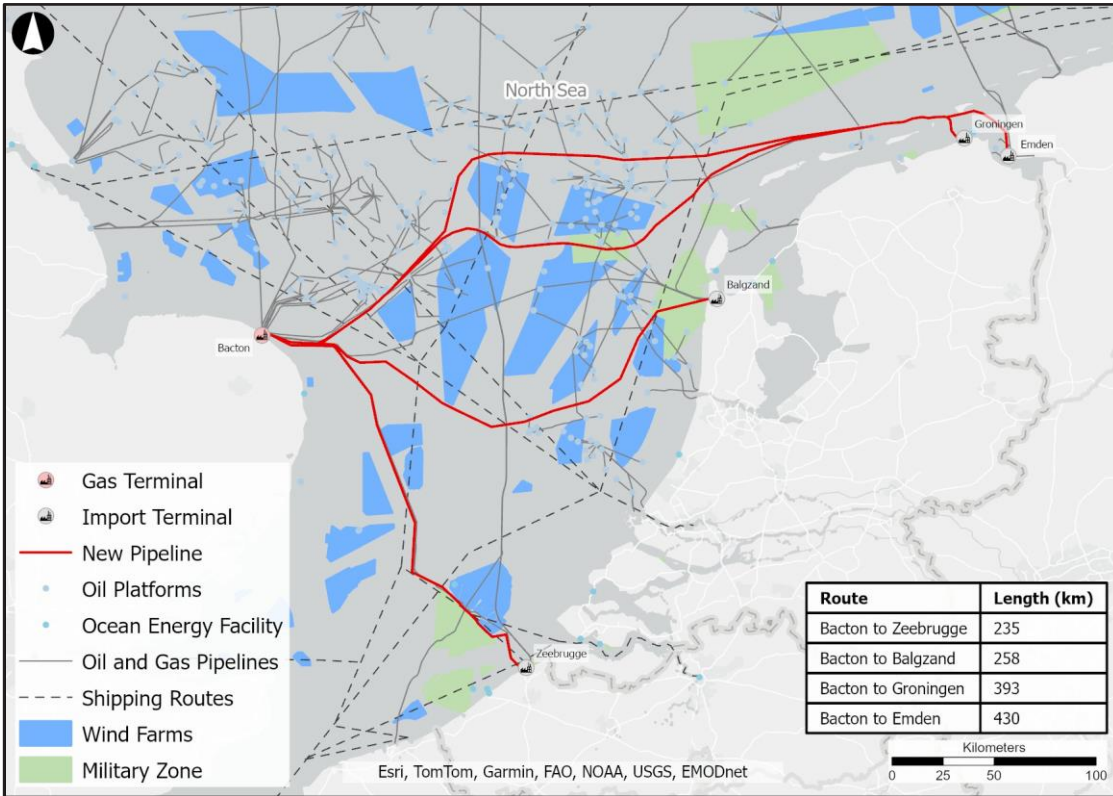 North Sea
Groningen
Emden
Balgzand
Bacton
Zeebrugge
Gas Terminal
Import Terminal
New Pipeline
Oil Platforms
Ocean Energy Facility
Oil and Gas Pipelines
Shipping Routes
Wind Farms
Military Zone
Route Length (km)
Bacton to Zeebrugge 235
Bacton to Balgzand 258
Bacton to Groningen 393
Bacton to Emden 430
Kilometers
0 25 50 100
Esri, TomTom, Garmin, FAO, NOAA, USGS, EMODnet